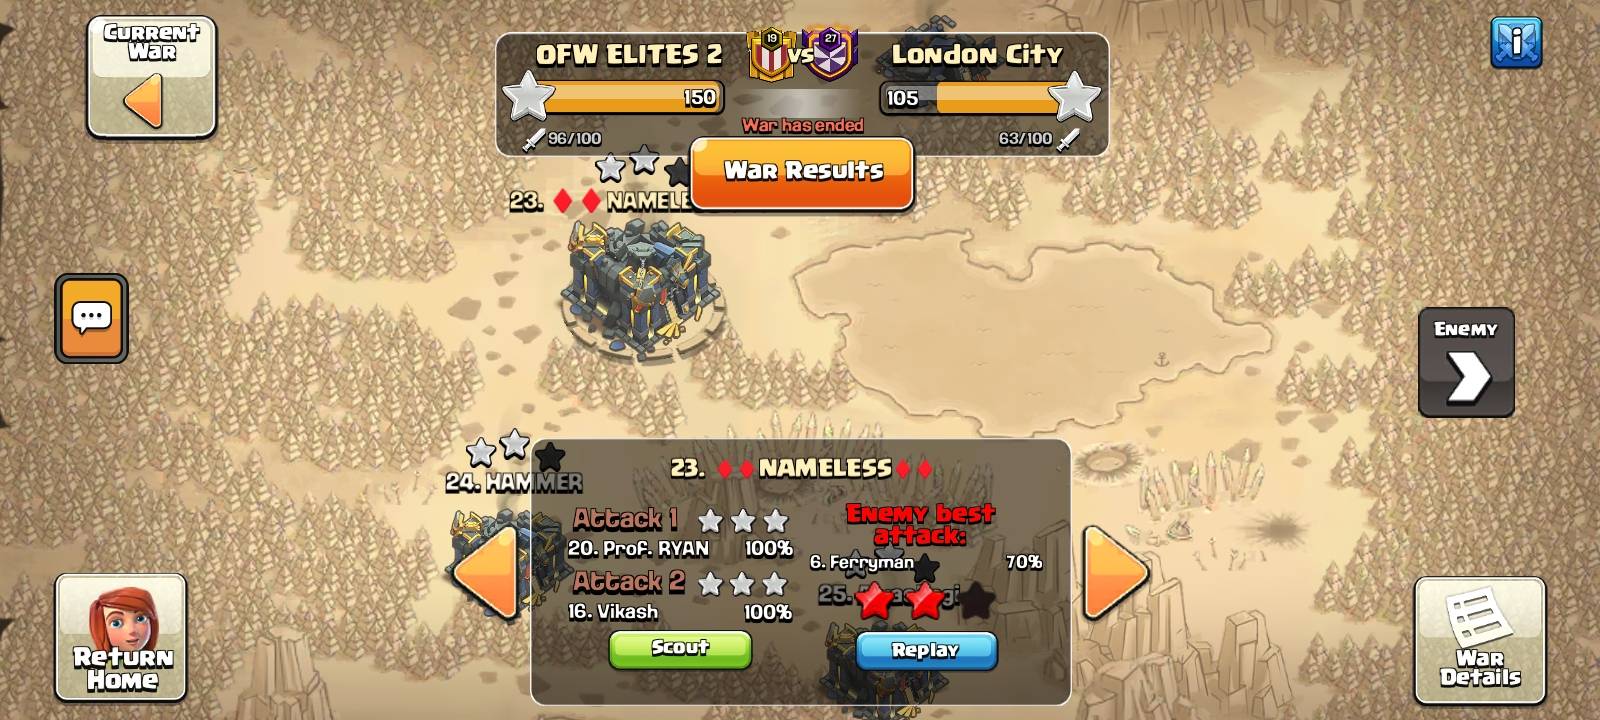 Current
War
OFW ELITES 2
19
vs
27
London City
150
105
War has ended
96/100
63/100
War Results
23. ♦♦NAMELE
Enemy
24. HAMMER
23. ♦♦NAMELESS♦♦
Attack 1
20. Prof. RYAN 100%
Attack 2
16. Vikash 100%
Scout
Enemy best
attack:
6. Ferryman 70%
25.
Replay
Return
Home
War
Details